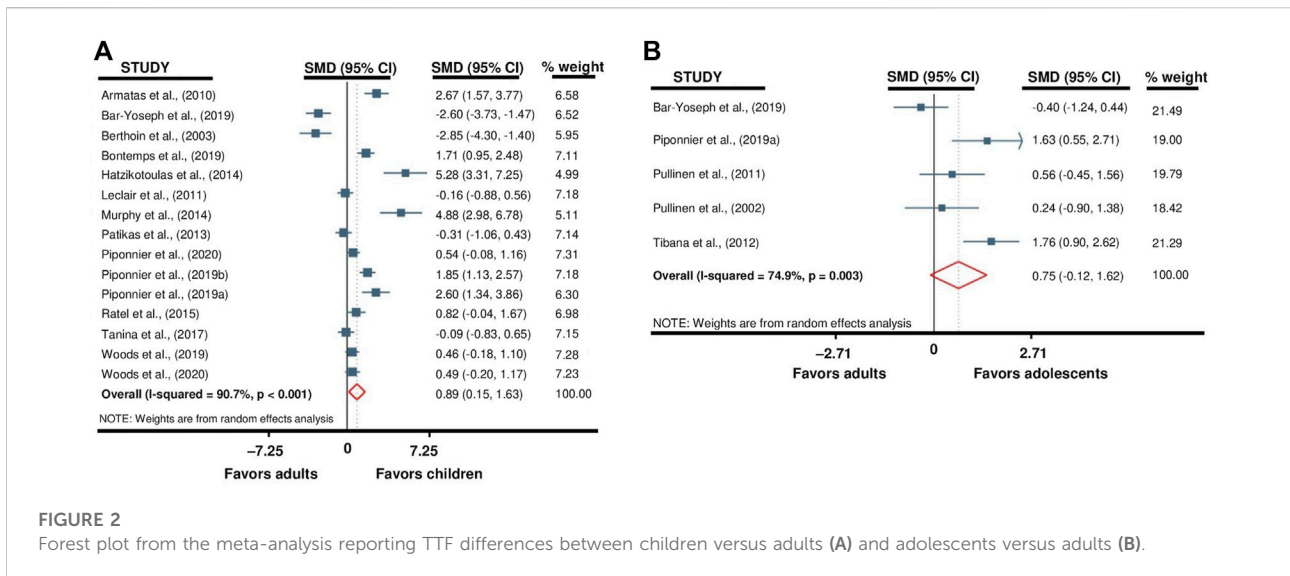 A
STUDY SMD (95% CI) SMD (95% CI) % weight
Armatas et al., (2010) 2.67 (1.57, 3.77) 6.58
Bar-Yoseph et al., (2019) -2.60 (-3.73, -1.47) 6.52
Berthoin et al., (2003) -2.85 (-4.30, -1.40) 5.95
Bontemps et al., (2019) 1.71 (0.95, 2.48) 7.11
Hatzikotoulas et al., (2014) 5.28 (3.31, 7.25) 4.99
Leclair et al., (2011) -0.16 (-0.88, 0.56) 7.18
Murphy et al., (2014) 4.88 (2.98, 6.78) 5.11
Patikas et al., (2013) -0.31 (-1.06, 0.43) 7.14
Piponnier et al., (2020) 0.54 (-0.08, 1.16) 7.31
Piponnier et al., (2019b) 1.85 (1.13, 2.57) 7.18
Piponnier et al., (2019a) 2.60 (1.34, 3.86) 6.30
Ratel et al., (2015) 0.82 (-0.04, 1.67) 6.98
Tanina et al., (2017) -0.09 (-0.83, 0.65) 7.15
Woods et al., (2019) 0.46 (-0.18, 1.10) 7.28
Woods et al., (2020) 0.49 (-0.20, 1.17) 7.23
Overall (I-squared = 90.7%, p < 0.001) 0.89 (0.15, 1.63) 100.00
NOTE: Weights are from random effects analysis
−7.25 0 7.25
Favors adults Favors children
B
STUDY SMD (95% CI) SMD (95% CI) % weight
Bar-Yoseph et al., (2019) -0.40 (-1.24, 0.44) 21.49
Piponnier et al., (2019a) 1.63 (0.55, 2.71) 19.00
Pullinen et al., (2011) 0.56 (-0.45, 1.56) 19.79
Pullinen et al., (2002) 0.24 (-0.90, 1.38) 18.42
Tibana et al., (2012) 1.76 (0.90, 2.62) 21.29
Overall (I-squared = 74.9%, p = 0.003) 0.75 (-0.12, 1.62) 100.00
NOTE: Weights are from random effects analysis
−2.71 0 2.71
Favors adults Favors adolescents
FIGURE 2
Forest plot from the meta-analysis reporting TTF differences between children versus adults (A) and adolescents versus adults (B).